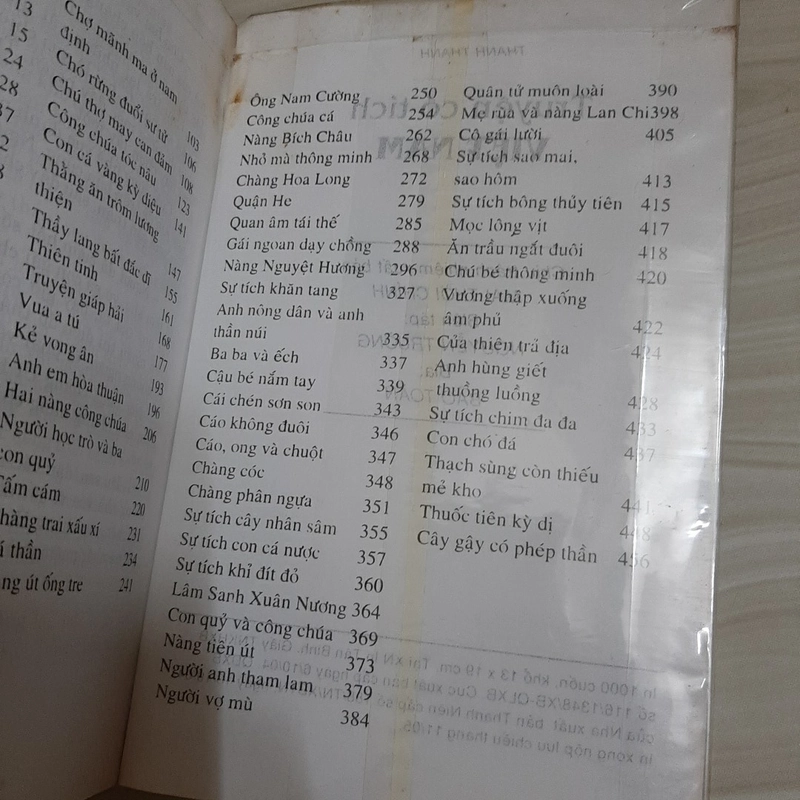 13
15
24
28
37
Chợ mãnh ma ở nam
định 103
Chó rừng đuổi sư tử 106
Chú thợ may can đảm 108
Công chúa tóc nâu 123
Con cá vàng kỳ diệu 141
Thằng ăn trộm lương
thiện 147
Thầy lang bất đắc dĩ 155
Thiên tinh 161
Truyện giáp hải 168
Vua a tú 177
Kẻ vong ân 193
Anh em hòa thuận 196
Hai nàng công chúa 206
Người học trò và ba
con quỷ 210
Tấm cám 220
hàng trai xấu xí 231
thần 234
ng út ống tre 241
Ông Nam Cường 250
Công chúa cá 254
Nàng Bích Châu 262
Nhỏ mà thông minh 268
Chàng Hoa Long 272
Quận He 279
Quan âm tái thế 285
Gái ngoan dạy chồng 288
Nàng Nguyệt Hương 296
Sự tích khăn tang 327
Anh nông dân và anh
thần núi 335
Ba ba và ếch 337
Cậu bé nắm tay 339
Cái chén sơn son 343
Cáo không đuôi 346
Cáo, ong và chuột 347
Chàng cóc 348
Chàng phân ngựa 351
Sự tích cây nhân sâm 355
Sự tích con cá nược 357
Sự tích khỉ đít đỏ 360
Lâm Sanh Xuân Nương 364
Con quỷ và công chúa 369
Nàng tiên út 373
Người anh tham lam 379
Người vợ mù 384
Quân tử muôn loài 390
Mẹ rùa và nàng Lan Chi 398
Cô gái lười 405
Sự tích sao mai,
sao hôm 413
Sự tích bông thủy tiên 415
Mọc lông vịt 417
Ăn trầu ngắt đuôi 418
Chú bé thông minh 420
Vương thập xuống
âm phủ 422
Của thiên trả địa 424
Anh hùng giết
thuồng luồng 428
Sự tích chim đa đa 433
Con chó đá 437
Thạch sùng còn thiếu
mẻ kho 441
Thuốc tiên kỳ dị 448
Cây gậy có phép thần 456
THANH THANH
Truyện cổ tích
VIỆT NAM